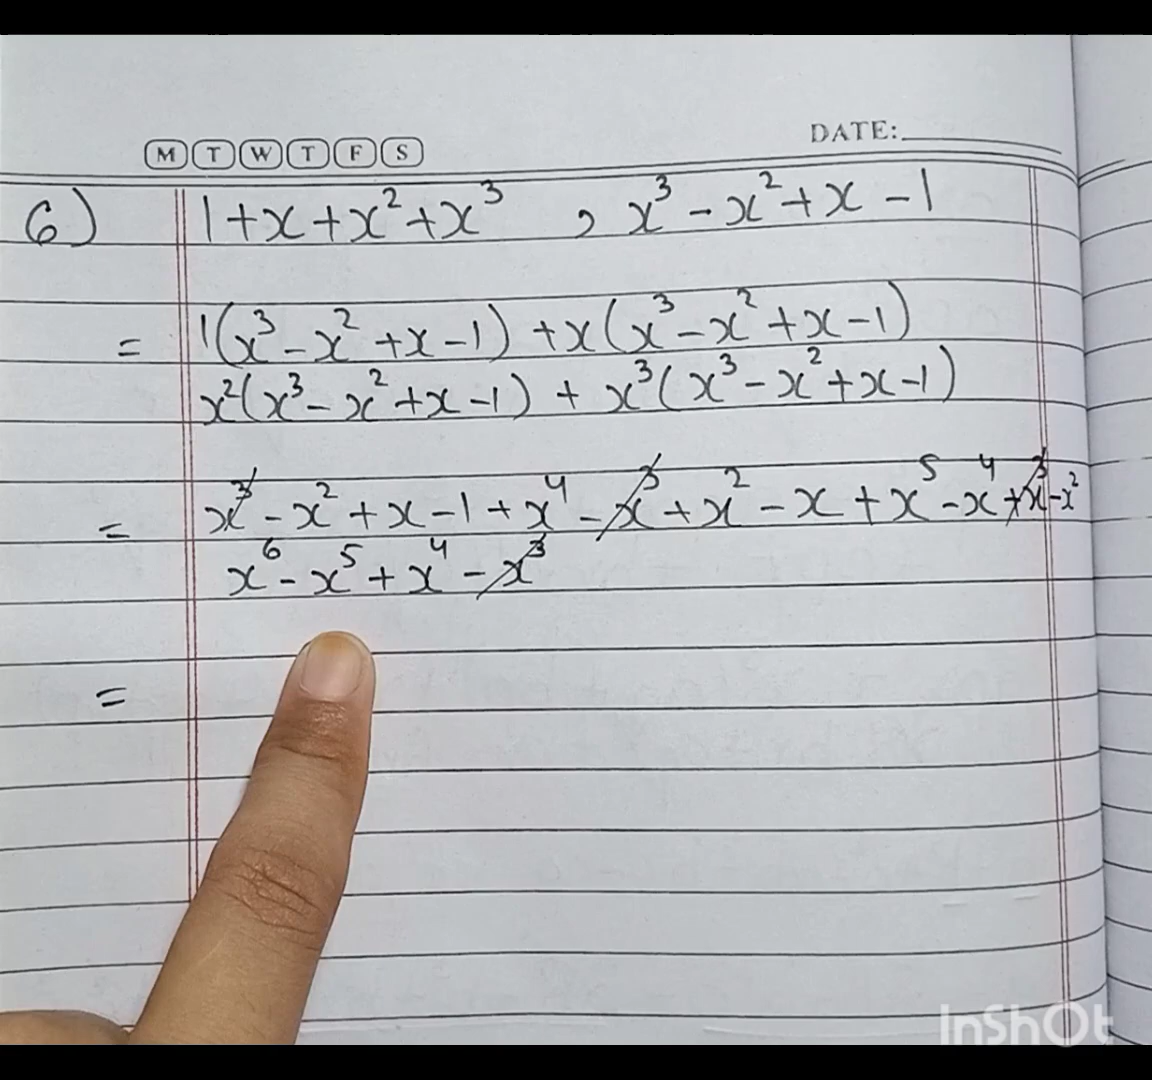 M T W T F S
DATE:
6) 1+x+x²+x³ , x³-x²+x-1
= 1(x³-x²+x-1) +x(x³-x²+x-1)
x²(x³-x²+x-1) + x³(x³-x²+x-1)
= x³-x²+x-1+x⁴-x³+x²-x+x⁵-x⁴+x³-x²
x⁶-x⁵+x⁴-x³
=
InShOt